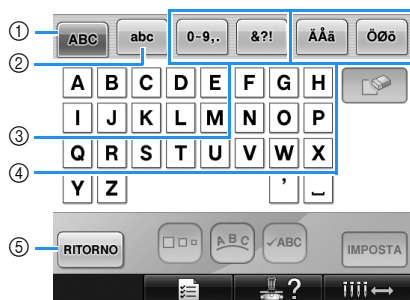 ① ABC abc 0~9,. &?! ÄÅä ÖØö
②
A B C D E F G H
I J K L M N O P
③
Q R S T U V W X
④
Y Z ' ⎵
⑤ RITORNO ABC ✓ABC IMPOSTA
?